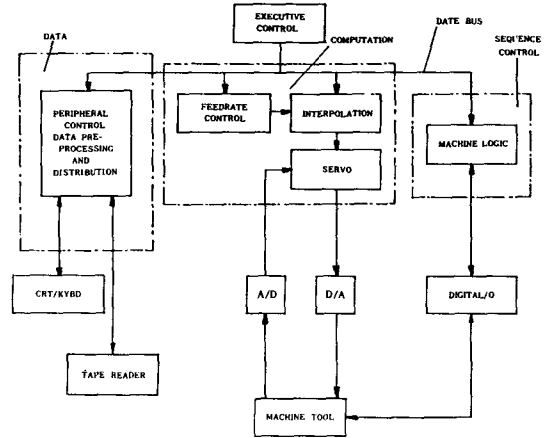 EXECUTIVE
CONTROL
DATA
COMPUTATION
DATE BUS
SEQUENCE
CONTROL
PERIPHERAL
CONTROL
DATA PRE-
PROCESSING
AND
DISTRIBUTION
FEEDRATE
CONTROL
INTERPOLATION
MACHINE LOGIC
SERVO
CRT/KYBD
A/D
D/A
DIGITAL/O
TAPE READER
MACHINE TOOL